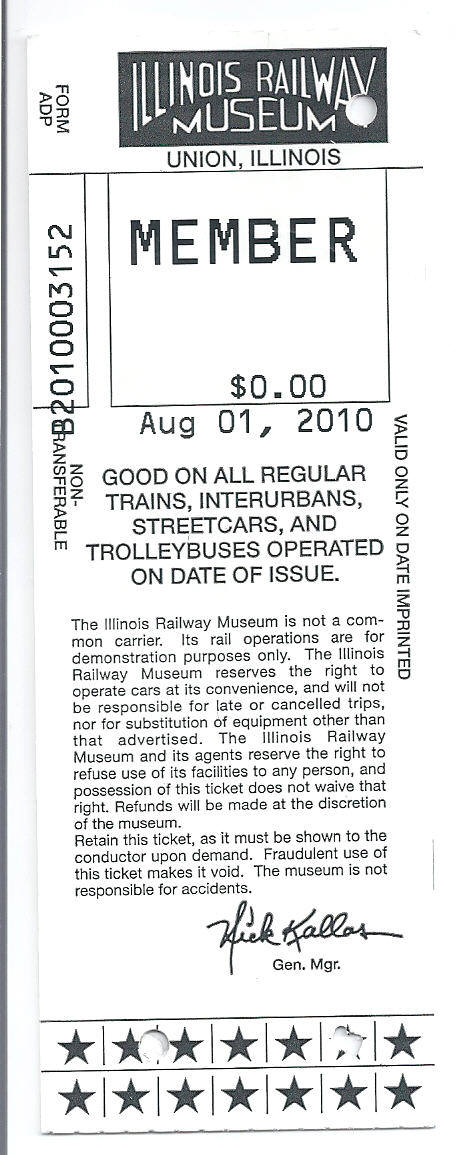 ILLINOIS RAILWAY
MUSEUM
UNION, ILLINOIS
FORM
ADP
MEMBER
$0.00
B2010003152
Aug 01, 2010
NON-
TRANSFERABLE
VALID ONLY ON DATE IMPRINTED
GOOD ON ALL REGULAR
TRAINS, INTERURBANS,
STREETCARS, AND
TROLLEYBUSES OPERATED
ON DATE OF ISSUE.
The Illinois Railway Museum is not a com-
mon carrier. Its rail operations are for
demonstration purposes only. The Illinois
Railway Museum reserves the right to
operate cars at its convenience, and will not
be responsible for late or cancelled trips,
nor for substitution of equipment other than
that advertised. The Illinois Railway
Museum and its agents reserve the right to
refuse use of its facilities to any person, and
possession of this ticket does not waive that
right. Refunds will be made at the discretion
of the museum.
Retain this ticket, as it must be shown to the
conductor upon demand. Fraudulent use of
this ticket makes it void. The museum is not
responsible for accidents.
Nick Kallas
Gen. Mgr.